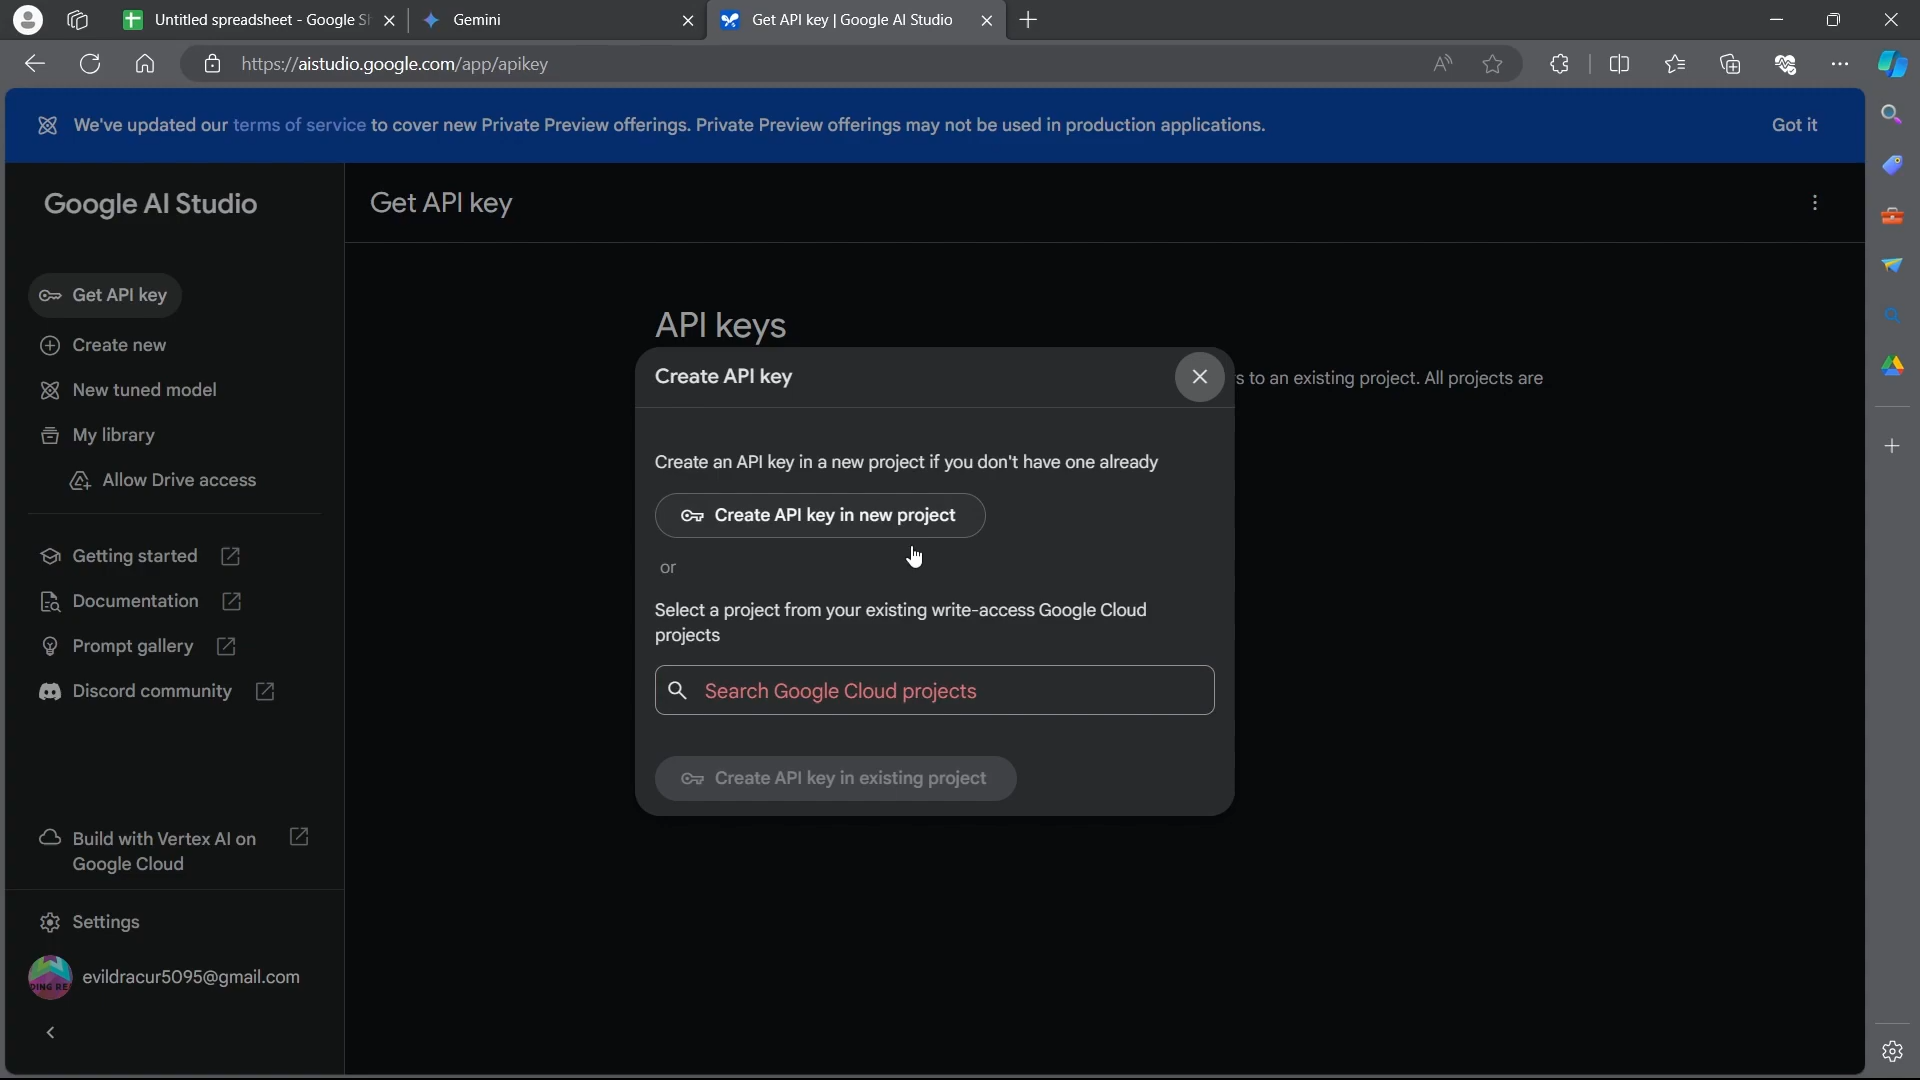 Untitled spreadsheet - Google Sh
Gemini
Get API key | Google AI Studio
https://aistudio.google.com/app/apikey
We've updated our terms of service to cover new Private Preview offerings. Private Preview offerings may not be used in production applications.
Got it
Google AI Studio
Get API key
Get API key
Create new
New tuned model
My library
Allow Drive access
Getting started
Documentation
Prompt gallery
Discord community
Build with Vertex AI on
Google Cloud
Settings
evildracur5095@gmail.com
API keys
s to an existing project. All projects are
Create API key
Create an API key in a new project if you don't have one already
Create API key in new project
or
Select a project from your existing write-access Google Cloud
projects
Search Google Cloud projects
Create API key in existing project